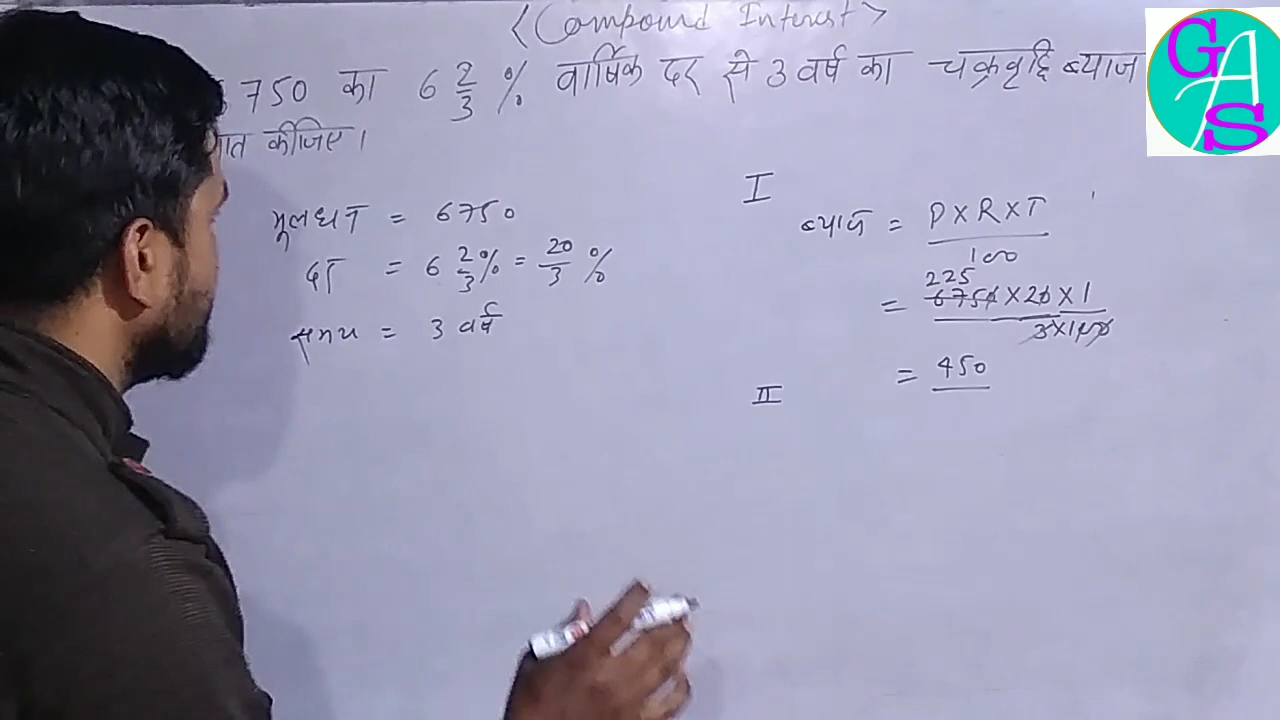 <Compound Interest>
6750 का 6 2/3 % वार्षिक दर से 3 वर्ष का चक्रवृद्धि ब्याज
ज्ञात कीजिए।
मूलधन = 6750
दर = 6 2/3 % = 20/3 %
समय = 3 वर्ष
I
ब्याज = P×R×T
100
225
= 6750×20×1
3×100
= 450
II
GAS